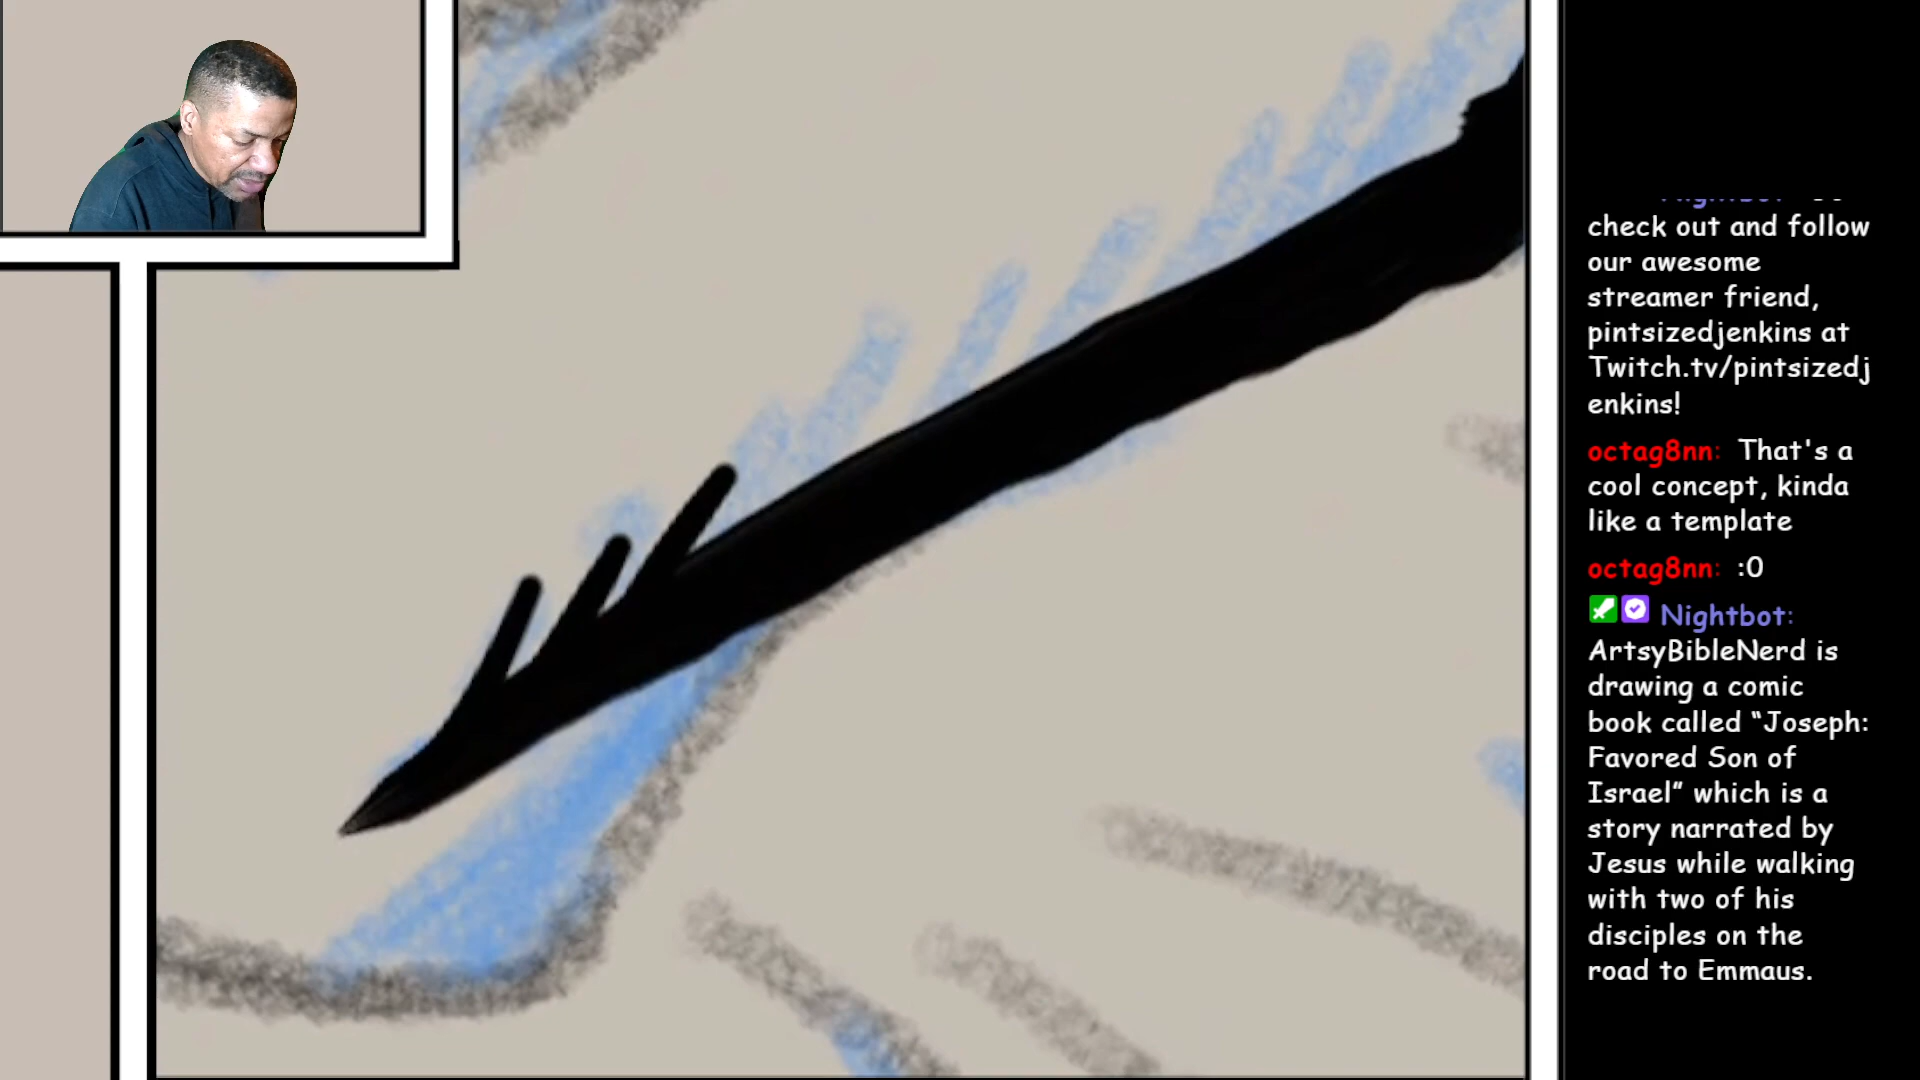 check out and follow
our awesome
streamer friend,
pintsizedjenkins at
Twitch.tv/pintsizedj
enkins!
octag8nn: That's a
cool concept, kinda
like a template
octag8nn: :0
Nightbot:
ArtsyBibleNerd is
drawing a comic
book called “Joseph:
Favored Son of
Israel” which is a
story narrated by
Jesus while walking
with two of his
disciples on the
road to Emmaus.